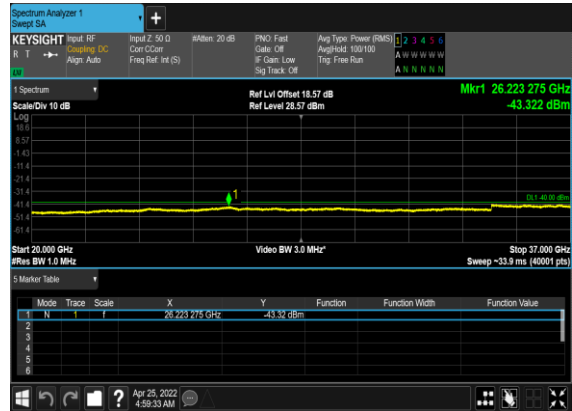 Spectrum Analyzer 1
Swept SA
+
KEYSIGHT Input: RF Input Z: 50 Ω #Atten: 20 dB PNO: Fast Avg Type: Power (RMS) 1 2 3 4 5 6
R T Coupling: DC Corr CCorr Gate: Off Avg|Hold: 100/100 A W W W W W
Align: Auto Freq Ref: Int (S) IF Gain: Low Trig: Free Run
Sig Track: Off A N N N N N
1 Spectrum Ref Lvl Offset 18.57 dB Mkr1 26.223 275 GHz
Scale/Div 10 dB Ref Level 28.57 dBm -43.322 dBm
Log
18.6
8.57
-1.43
-11.4
-21.4
-31.4
1
DL1 -40.00 dBm
-41.4
-51.4
-61.4
Start 20.000 GHz Video BW 3.0 MHz* Stop 37.000 GHz
#Res BW 1.0 MHz Sweep ~33.9 ms (40001 pts)
5 Marker Table
Mode Trace Scale X Y Function Function Width Function Value
1 N 1 f 26.223 275 GHz -43.32 dBm
2
3
4
5
6
? Apr 25, 2022
4:59:33 AM